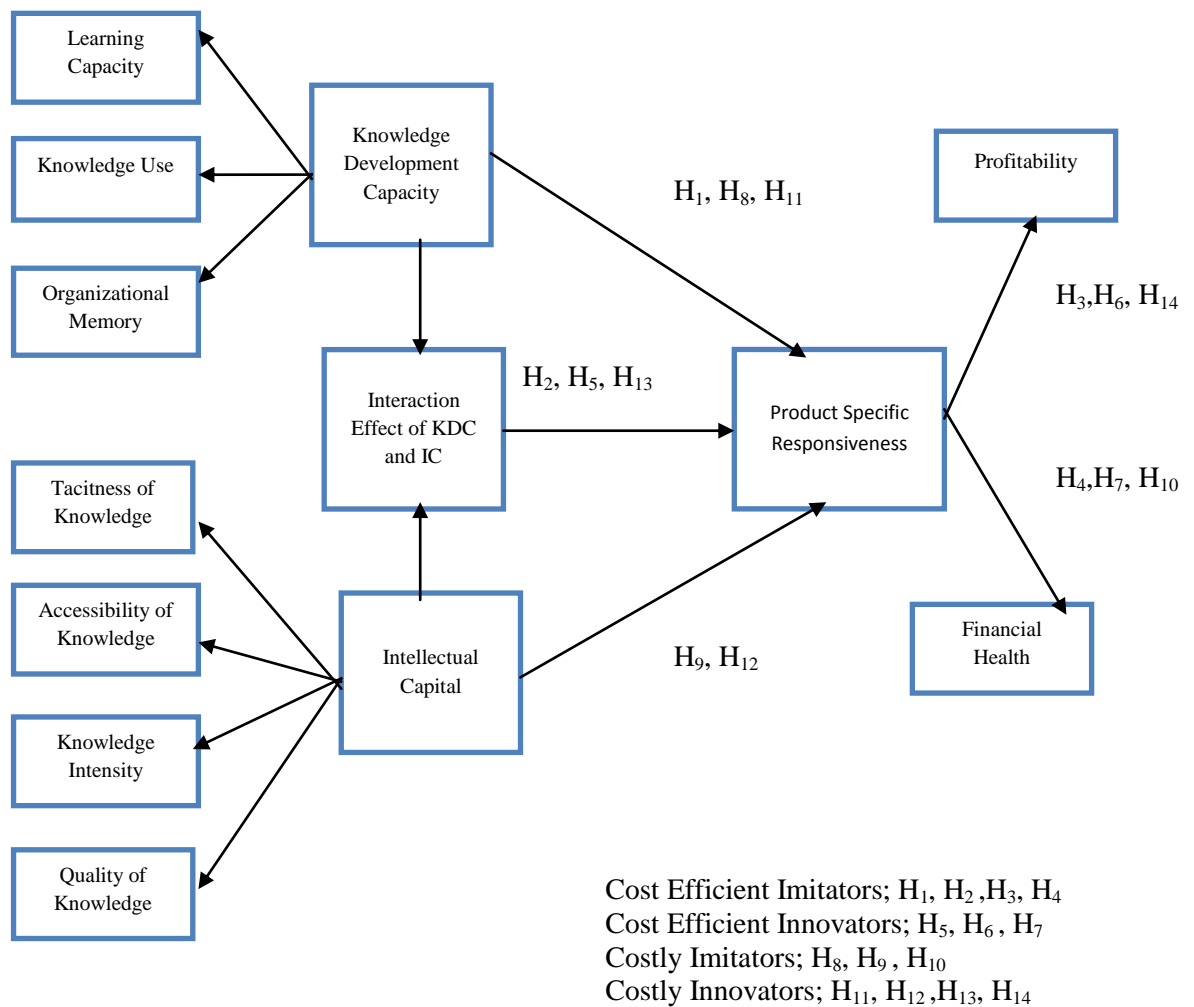 Learning
Capacity
Knowledge Use
Organizational
Memory
Knowledge
Development
Capacity
H₁, H₈, H₁₁
Profitability
H₃,H₆, H₁₄
Interaction
Effect of KDC
and IC
H₂, H₅, H₁₃
Product Specific
Responsiveness
H₄,H₇, H₁₀
Tacitness of
Knowledge
Accessibility of
Knowledge
Knowledge
Intensity
Quality of
Knowledge
Intellectual
Capital
H₉, H₁₂
Financial
Health
Cost Efficient Imitators; H₁, H₂ ,H₃, H₄
Cost Efficient Innovators; H₅, H₆ , H₇
Costly Imitators; H₈, H₉ , H₁₀
Costly Innovators; H₁₁, H₁₂ ,H₁₃, H₁₄